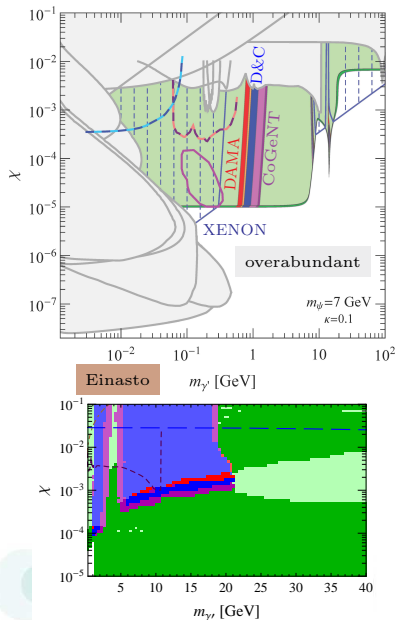 10⁻¹
10⁻²
10⁻³
10⁻⁴
10⁻⁵
10⁻⁶
10⁻⁷
χ
D&C
DAMA
CoGeNT
XENON
overabundant
m_ψ=7 GeV
κ=0.1
10⁻² 10⁻¹ 1 10 10²
Einasto
m_γ' [GeV]
10⁻¹
10⁻²
10⁻³
10⁻⁴
10⁻⁵
χ
5 10 15 20 25 30 35 40
m_γ' [GeV]